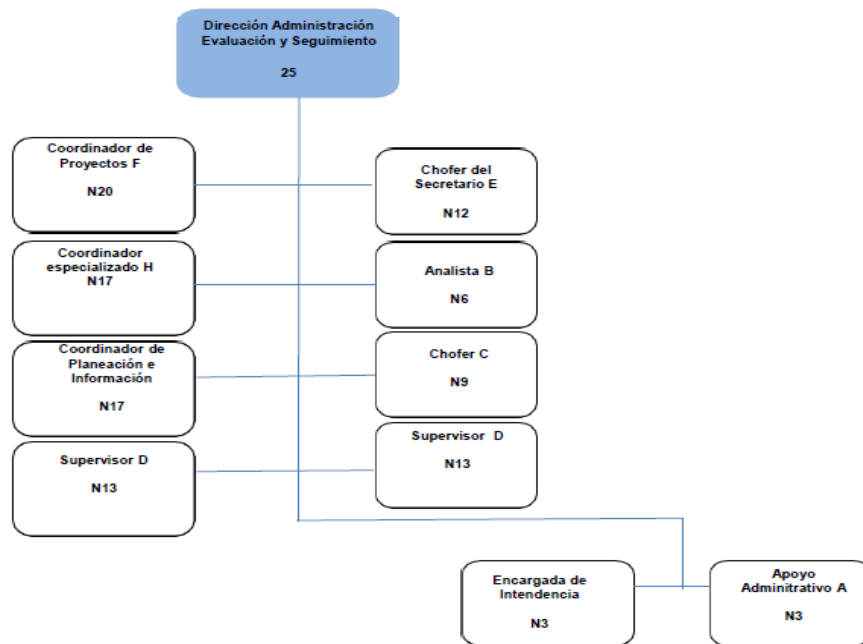 Dirección Administración
Evaluación y Seguimiento
25
Coordinador de
Proyectos F
N20
Chofer del
Secretario E
N12
Coordinador
especializado H
N17
Analista B
N6
Coordinador de
Planeación e
Información
N17
Chofer C
N9
Supervisor D
N13
Supervisor D
N13
Encargada de
Intendencia
N3
Apoyo
Adminitrativo A
N3